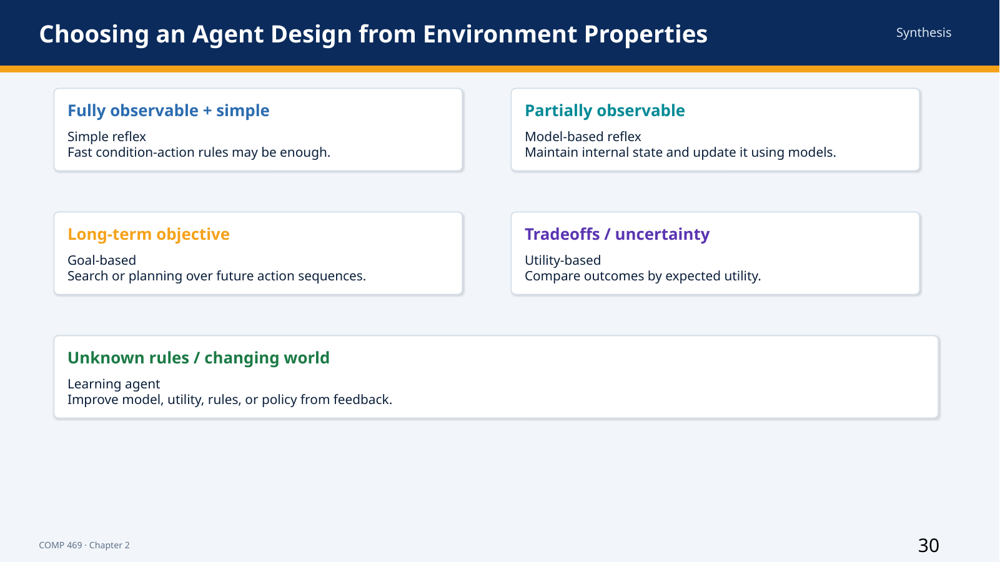 Choosing an Agent Design from Environment Properties
Synthesis
Fully observable + simple
Simple reflex
Fast condition-action rules may be enough.
Partially observable
Model-based reflex
Maintain internal state and update it using models.
Long-term objective
Goal-based
Search or planning over future action sequences.
Tradeoffs / uncertainty
Utility-based
Compare outcomes by expected utility.
Unknown rules / changing world
Learning agent
Improve model, utility, rules, or policy from feedback.
COMP 469 · Chapter 2
30